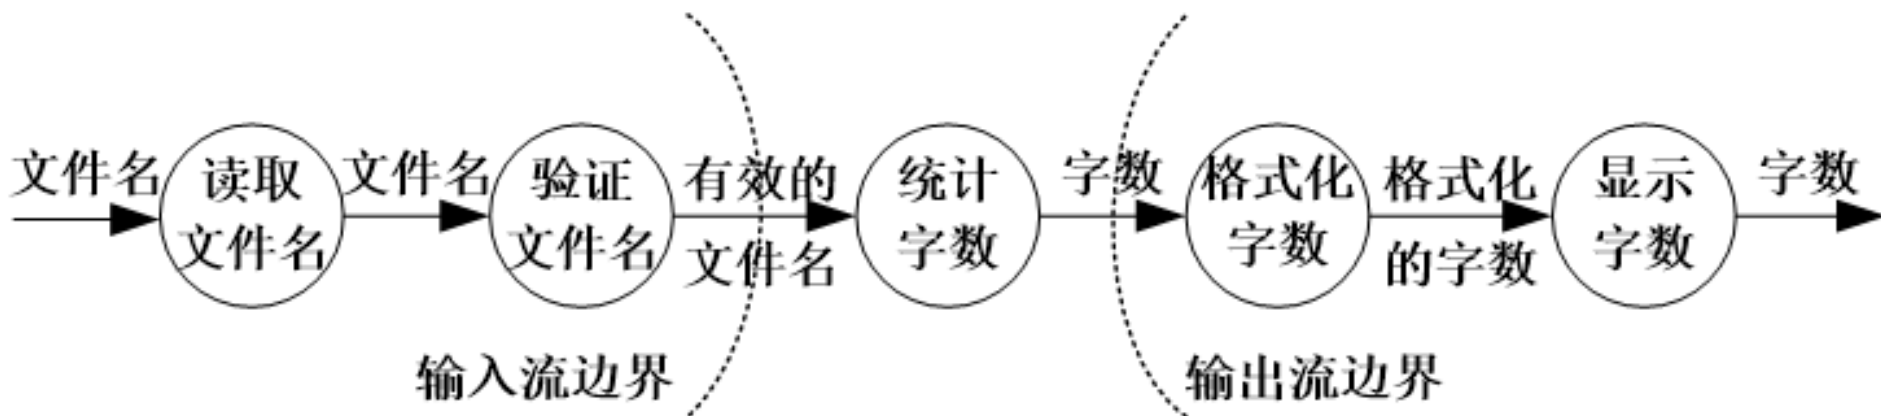 文件名
读取
文件名
文件名
验证
文件名
有效的
文件名
统计
字数
字数
格式化
字数
格式化
的字数
显示
字数
字数
输入流边界
输出流边界